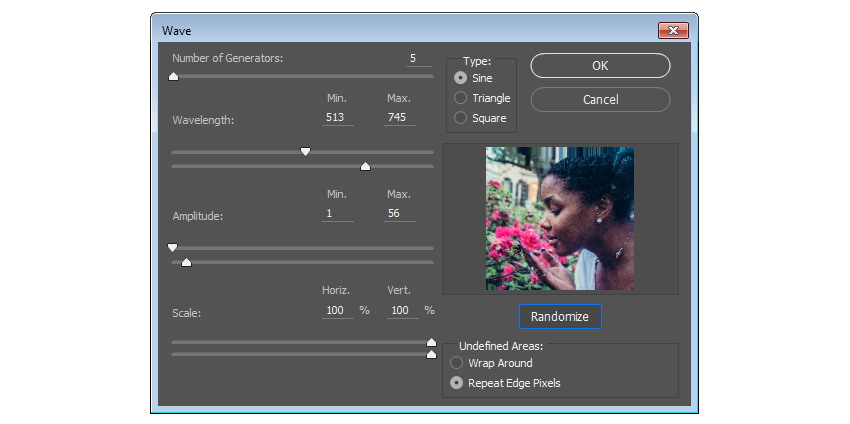 Wave
Number of Generators: 5
Type:
Sine
Triangle
Square
OK
Cancel
Min. Max.
Wavelength: 513 745
Min. Max.
Amplitude: 1 56
Horiz. Vert.
Scale: 100 % 100 %
Randomize
Undefined Areas:
Wrap Around
Repeat Edge Pixels